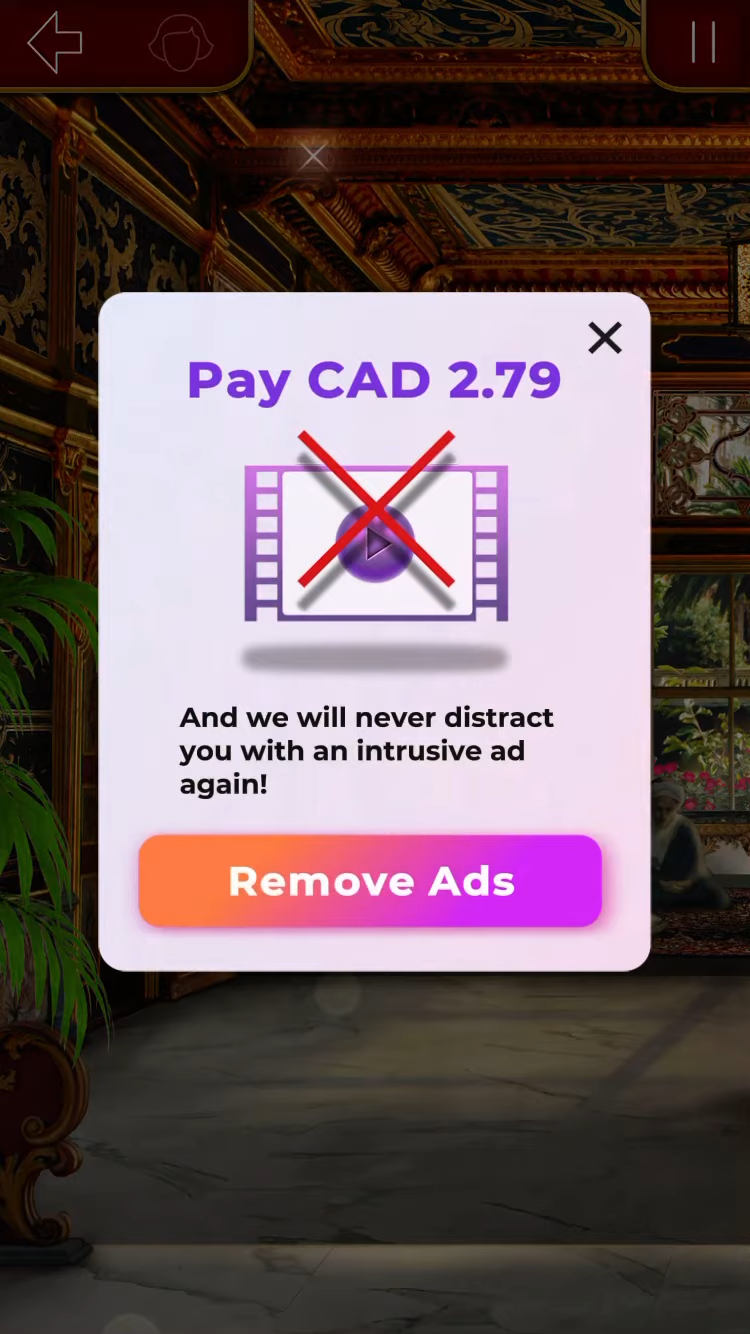 Pay CAD 2.79
And we will never distract
you with an intrusive ad
again!
Remove Ads